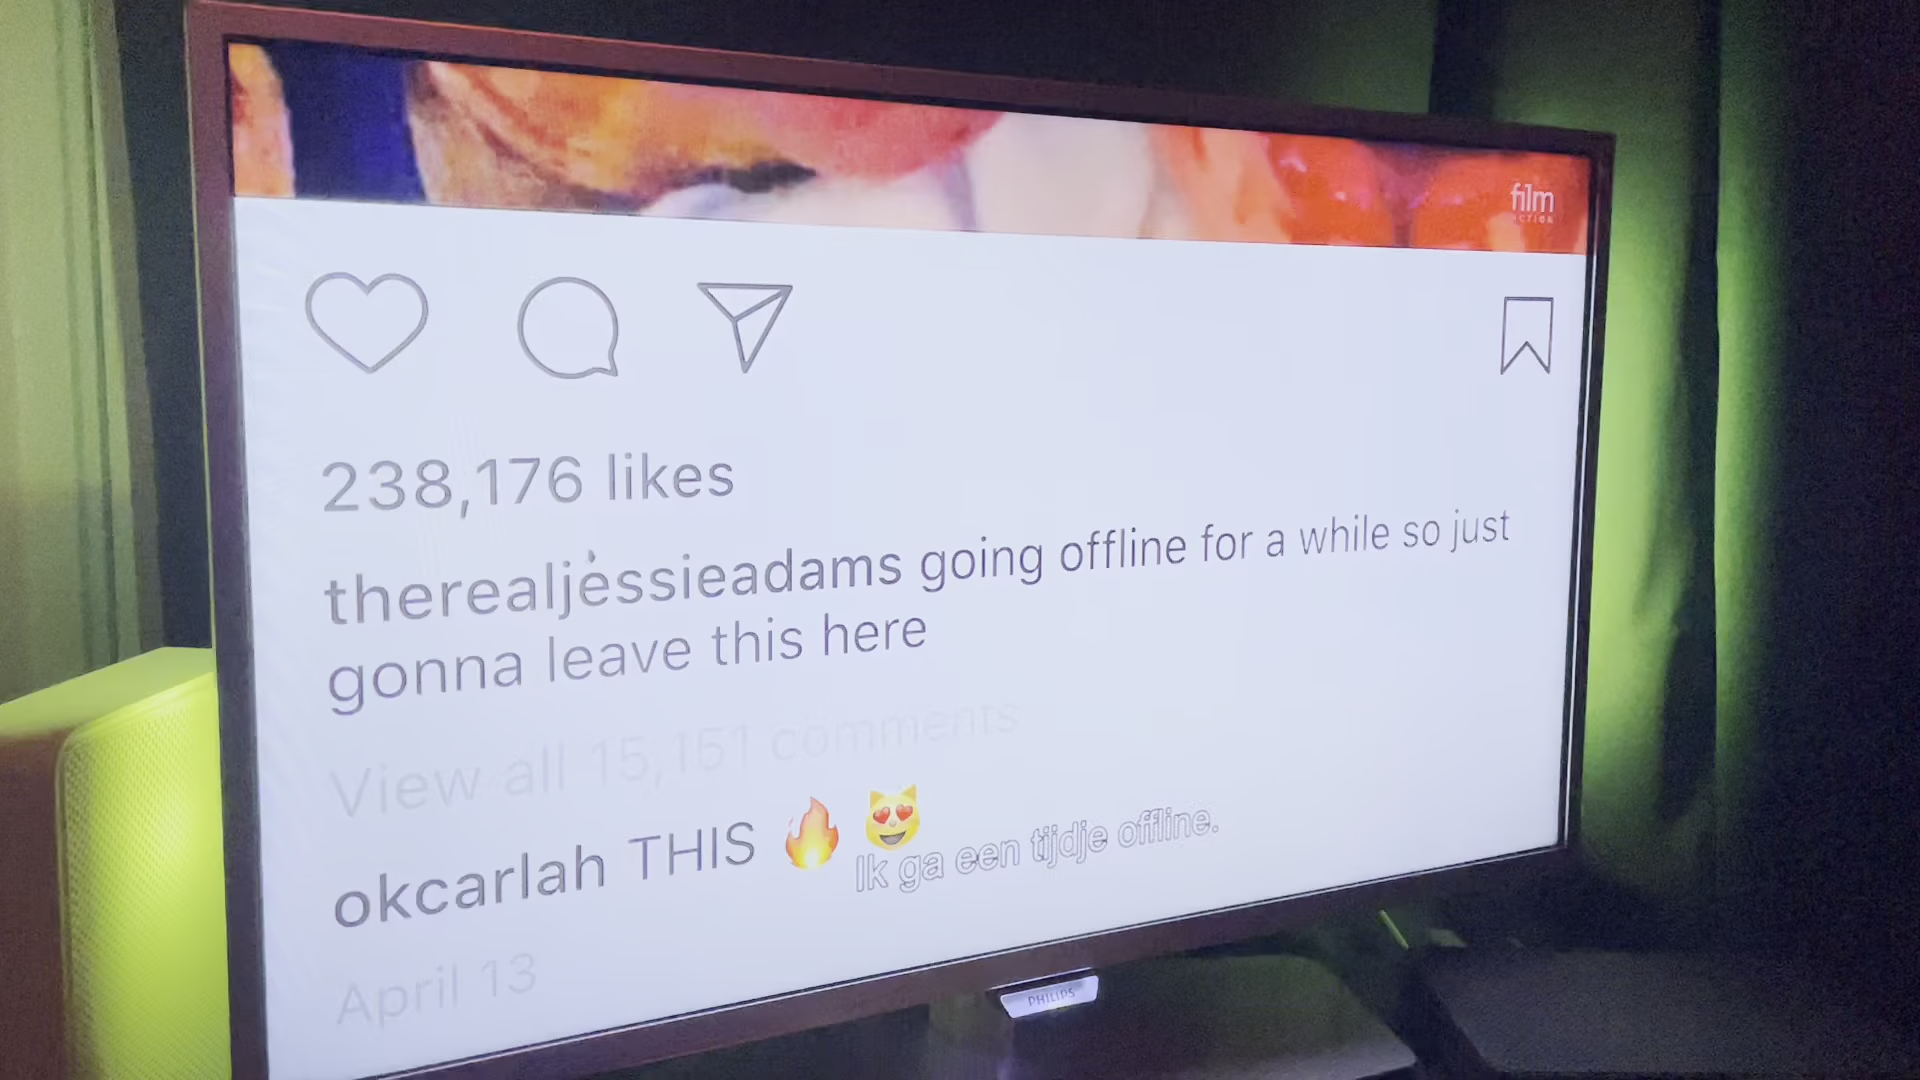 film
ACTION
238,176 likes
therealjessieadams going offline for a while so just
gonna leave this here
View all 15,151 comments
okcarlah THIS 🔥 😻
Ik ga een tijdje offline.
April 13
PHILIPS